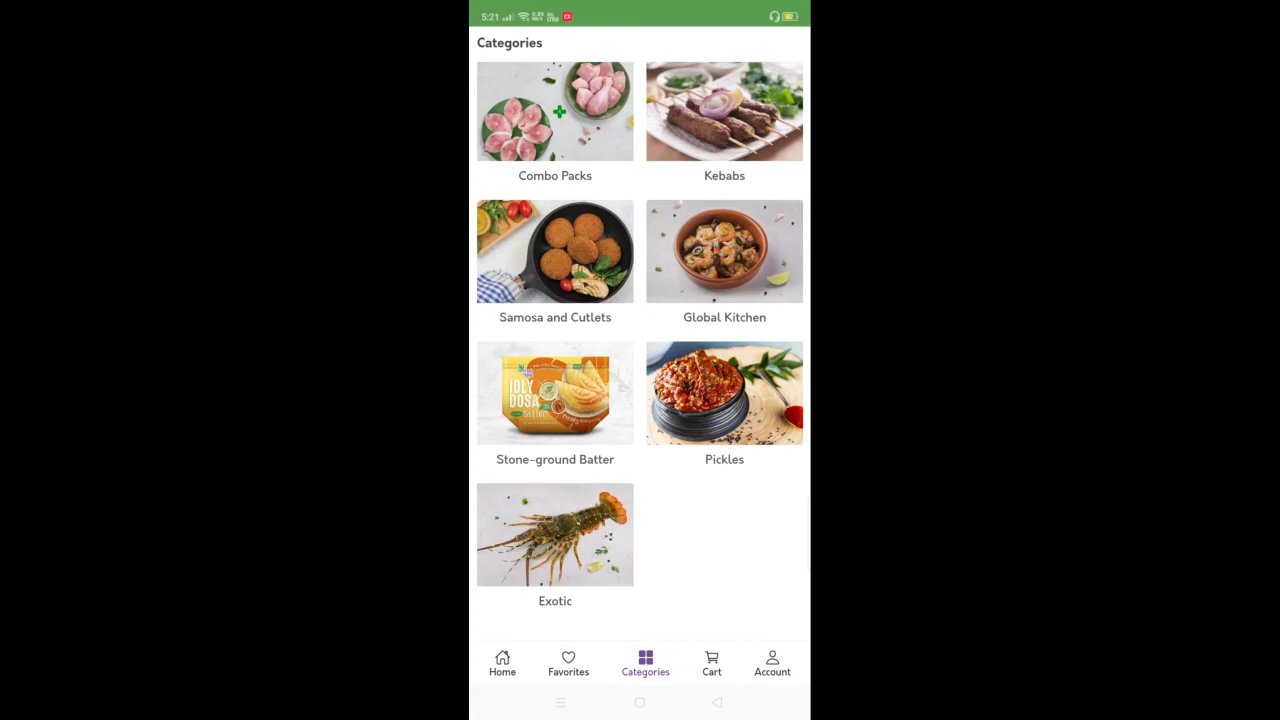 5:21
Categories
Combo Packs
Kebabs
Samosa and Cutlets
Global Kitchen
IDLY
DOSA
Batter
Stone-ground Batter
Pickles
Exotic
Home
Favorites
Categories
Cart
Account